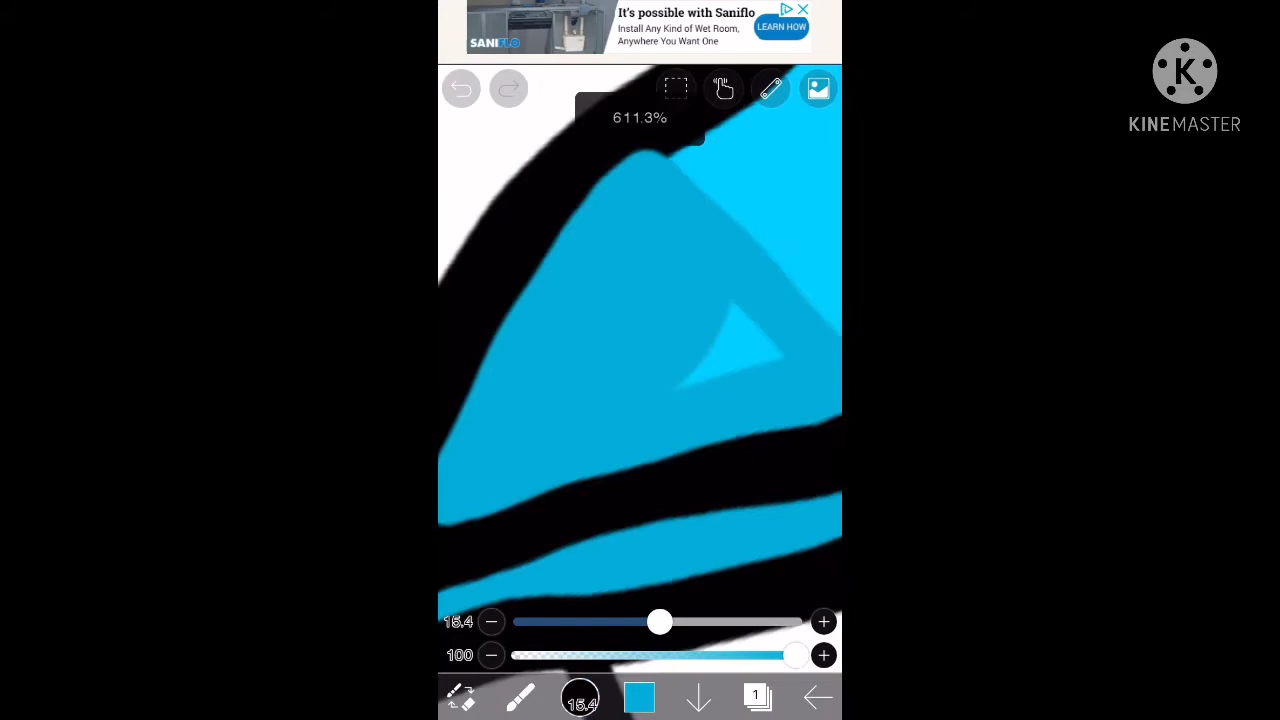 It's possible with Saniflo
Install Any Kind of Wet Room,
Anywhere You Want One
LEARN HOW
SANIFLO
K
KINEMASTER
611.3%
15.4
100
15.4
1